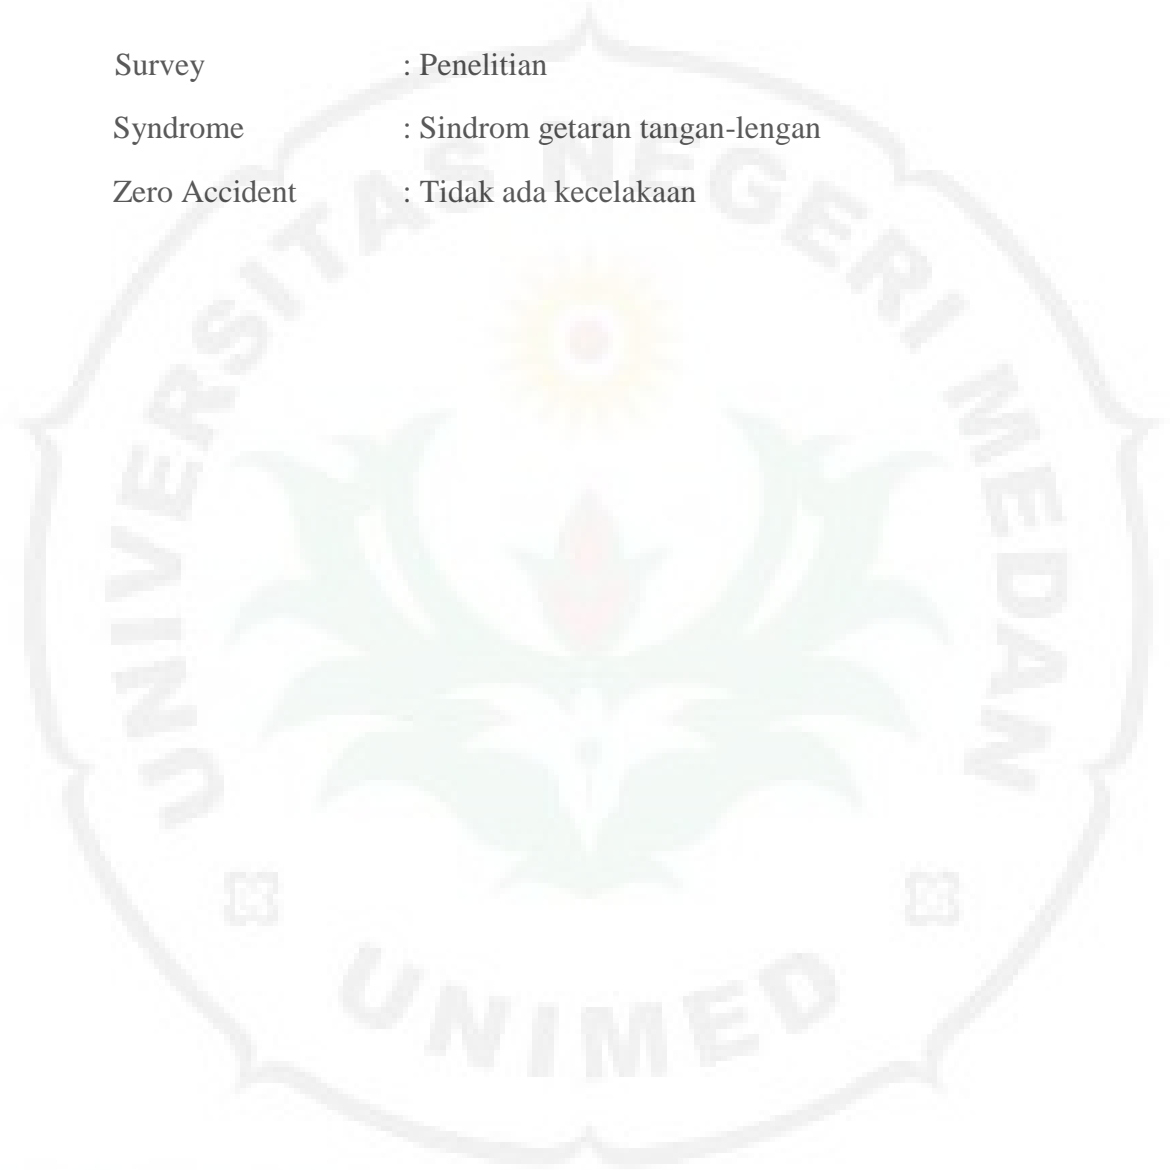 Survey : Penelitian
Syndrome : Sindrom getaran tangan-lengan
Zero Accident : Tidak ada kecelakaan
UNIVERSITAS NEGERI MEDAN
UNIMED